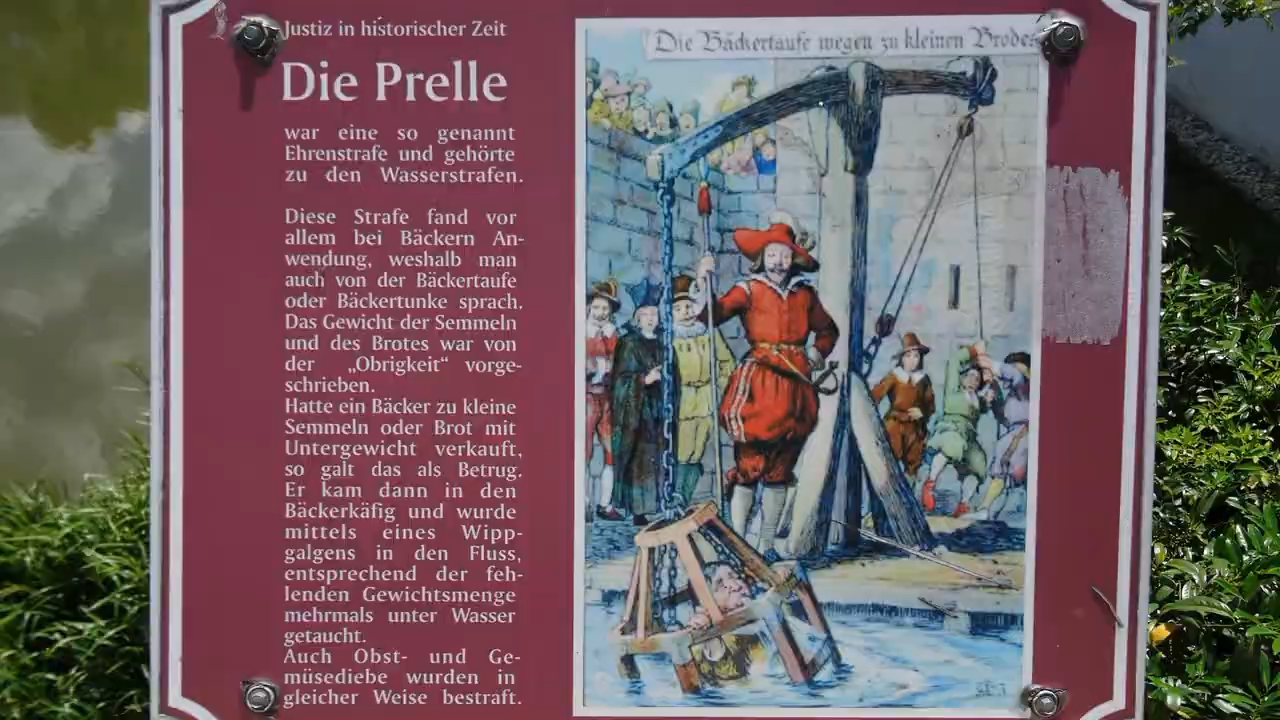 Justiz in historischer Zeit
Die Prelle
war eine so genannt
Ehrenstrafe und gehörte
zu den Wasserstrafen.
Diese Strafe fand vor
allem bei Bäckern An-
wendung, weshalb man
auch von der Bäckertaufe
oder Bäckertunke sprach.
Das Gewicht der Semmeln
und des Brotes war von
der „Obrigkeit“ vorge-
schrieben.
Hatte ein Bäcker zu kleine
Semmeln oder Brot mit
Untergewicht verkauft,
so galt das als Betrug.
Er kam dann in den
Bäckerkäfig und wurde
mittels eines Wipp-
galgens in den Fluss,
entsprechend der feh-
lenden Gewichtsmenge
mehrmals unter Wasser
getaucht.
Auch Obst- und Ge-
müsediebe wurden in
gleicher Weise bestraft.
Die Bäckertaufe wegen zu kleinen Brodes